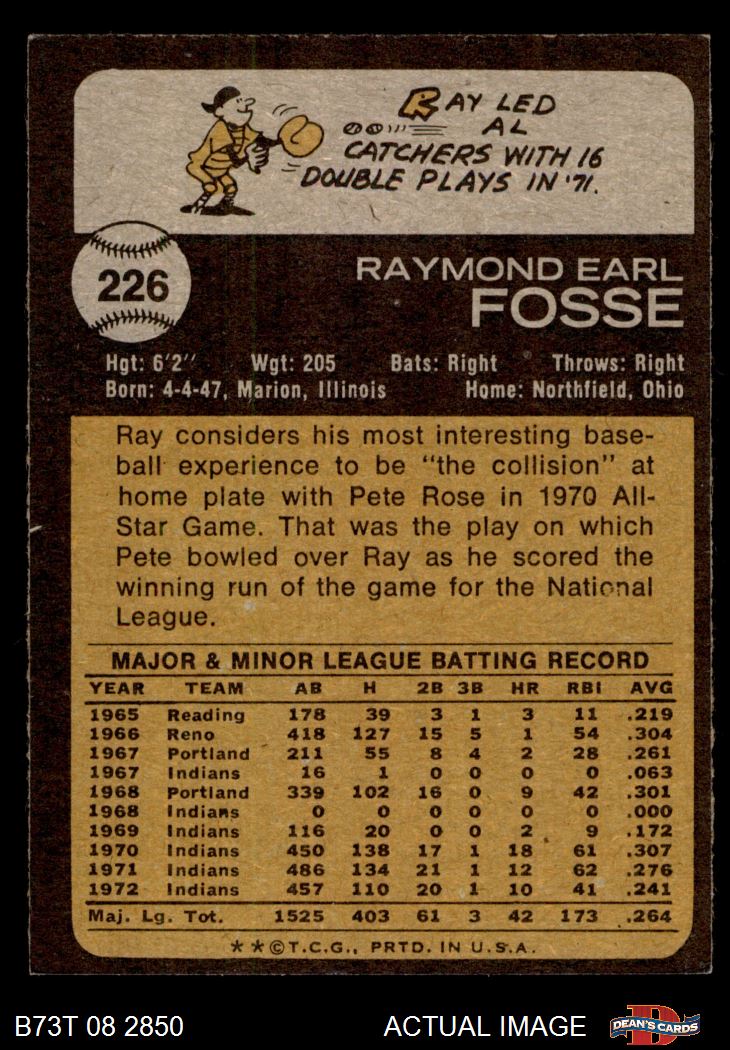 RAY LED
AL
CATCHERS WITH 16
DOUBLE PLAYS IN '71.
226
RAYMOND EARL
FOSSE
Hgt: 6'2" Wgt: 205 Bats: Right Throws: Right
Born: 4-4-47, Marion, Illinois Home: Northfield, Ohio
Ray considers his most interesting base-
ball experience to be "the collision" at
home plate with Pete Rose in 1970 All-
Star Game. That was the play on which
Pete bowled over Ray as he scored the
winning run of the game for the National
League.
MAJOR & MINOR LEAGUE BATTING RECORD
YEAR TEAM AB H 2B 3B HR RBI AVG
1965 Reading 178 39 3 1 3 11 .219
1966 Reno 418 127 15 5 1 54 .304
1967 Portland 211 55 8 4 2 28 .261
1967 Indians 16 1 0 0 0 0 .063
1968 Portland 339 102 16 0 9 42 .301
1968 Indians 0 0 0 0 0 0 .000
1969 Indians 116 20 0 0 2 9 .172
1970 Indians 450 138 17 1 18 61 .307
1971 Indians 486 134 21 1 12 62 .276
1972 Indians 457 110 20 1 10 41 .241
Maj. Lg. Tot. 1525 403 61 3 42 173 .264
**©T.C.G., PRTD. IN U.S.A.
B73T 08 2850 ACTUAL IMAGE
D
DEAN'S CARDS